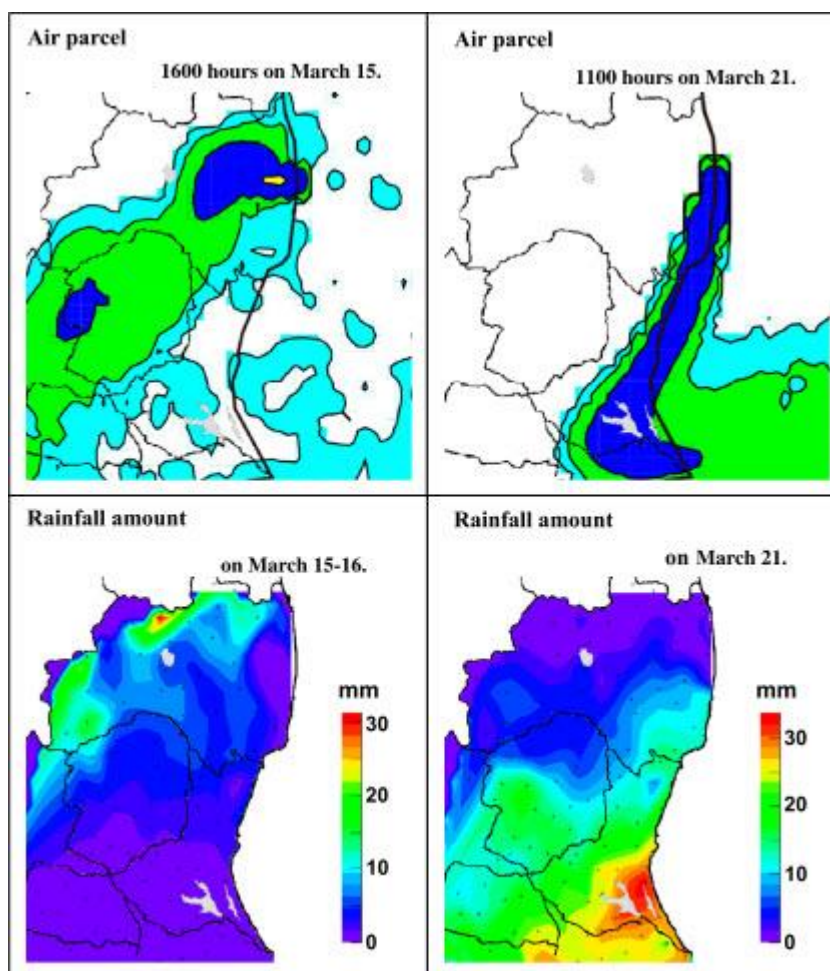 Air parcel
1600 hours on March 15.
Air parcel
1100 hours on March 21.
Rainfall amount
on March 15-16.
mm
30
20
10
0
Rainfall amount
on March 21.
mm
30
20
10
0